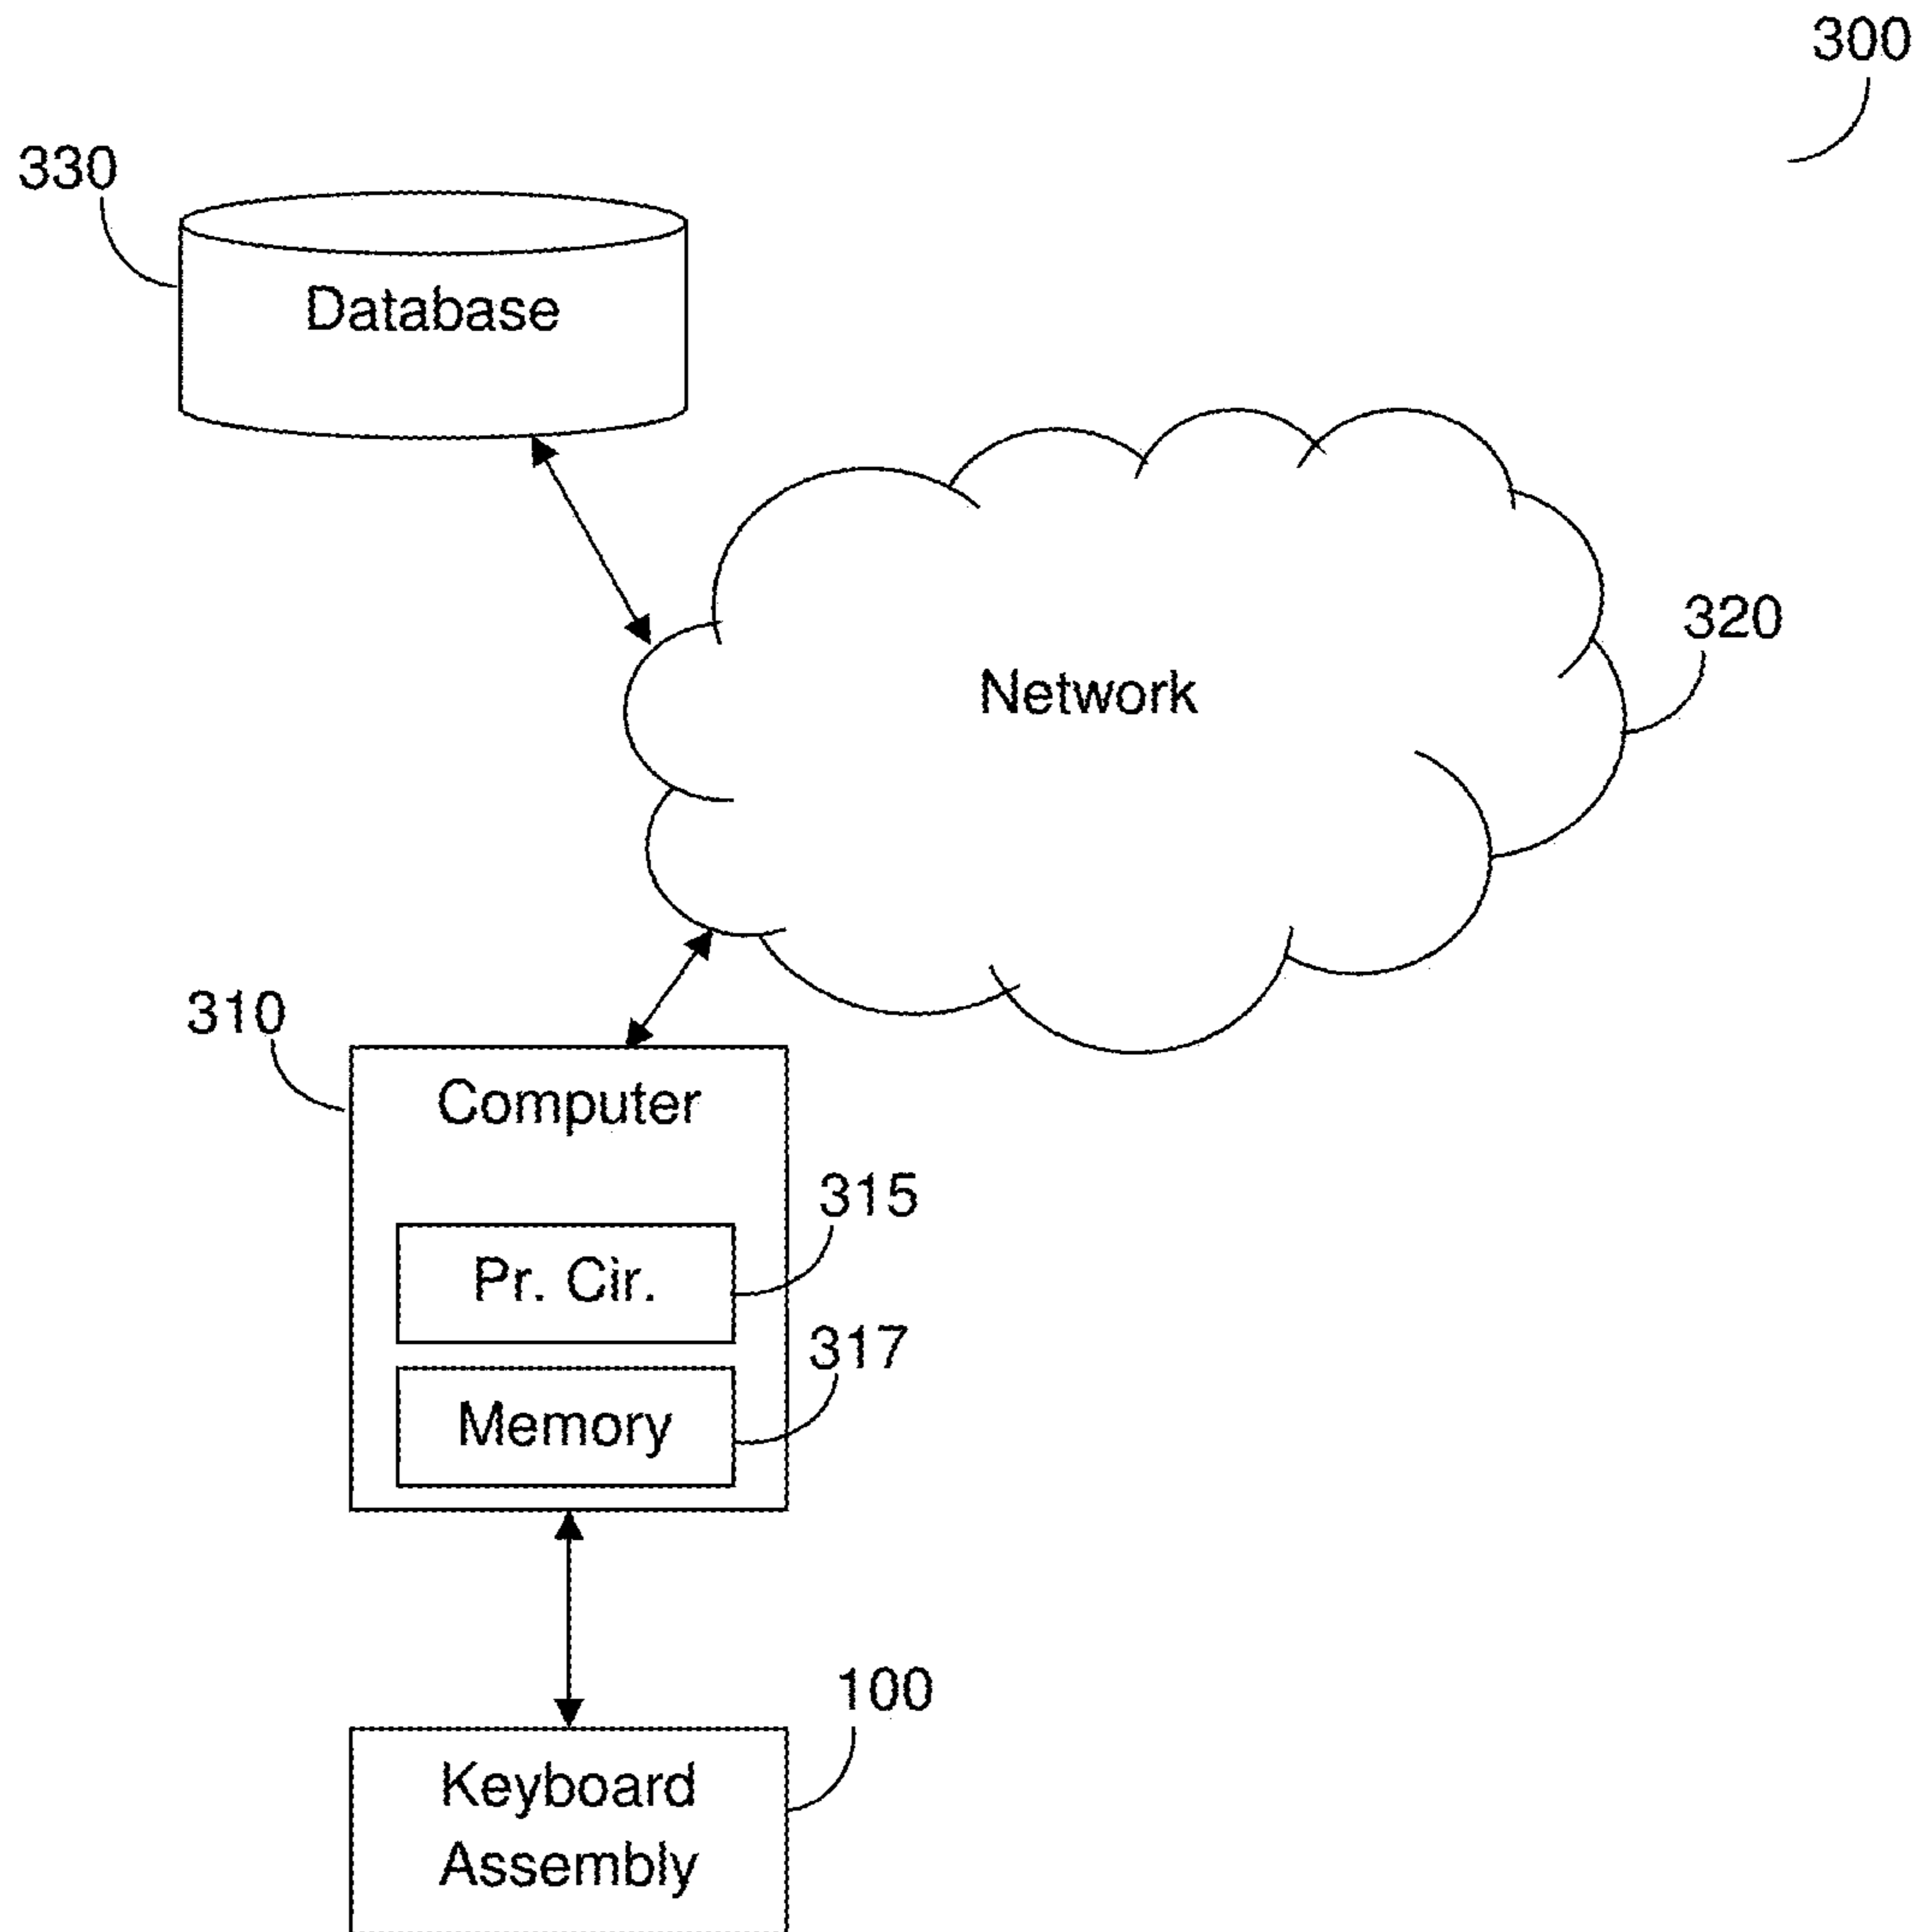 300
330
Database
320
Network
310
Computer
315
Pr. Cir.
317
Memory
100
Keyboard
Assembly